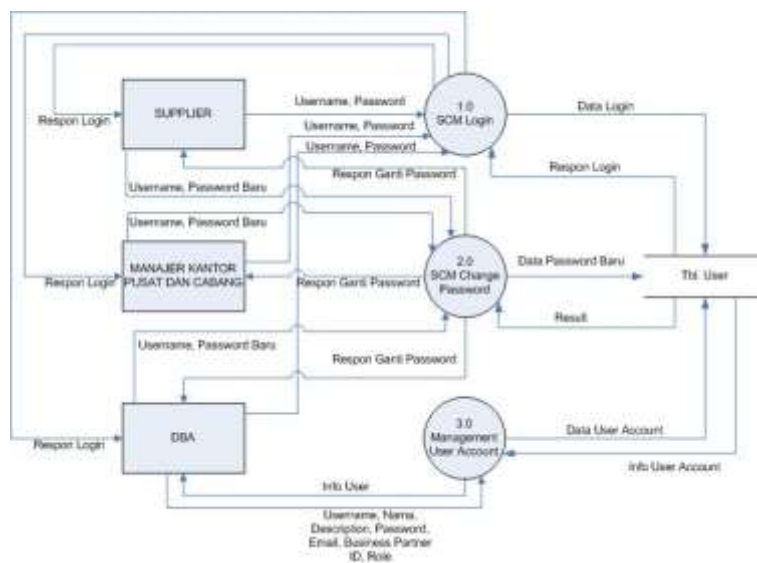 SUPPLIER
Respon Login
Username, Password
Username, Password
Username, Password
1.0
SCM Login
Data Login
Respon Login
Respon Ganti Password
Username, Password Baru
Username, Password Baru
MANAJER KANTOR
PUSAT DAN CABANG
Respon Login
Respon Ganti Password
2.0
SCM Change
Password
Data Password Baru
Tbl. User
Result
Username, Password Baru
Respon Ganti Password
DBA
Respon Login
3.0
Management
User Account
Data User Account
Info User Account
Info User
Username, Name,
Description, Password,
Email, Business Partner
ID, Role